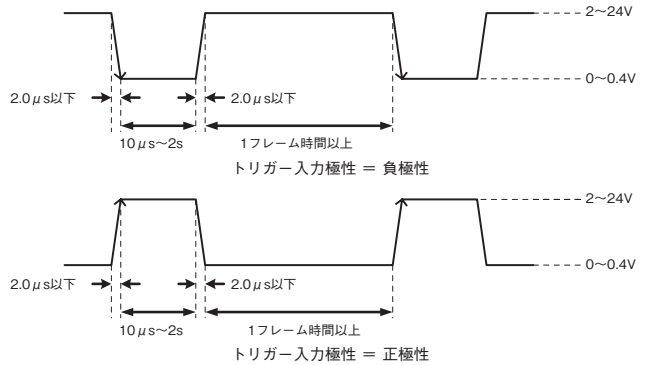 2～24V
0～0.4V
2.0μs以下
2.0μs以下
10μs～2s
1フレーム時間以上
トリガー入力極性 ＝ 負極性
2～24V
0～0.4V
2.0μs以下
2.0μs以下
10μs～2s
1フレーム時間以上
トリガー入力極性 ＝ 正極性